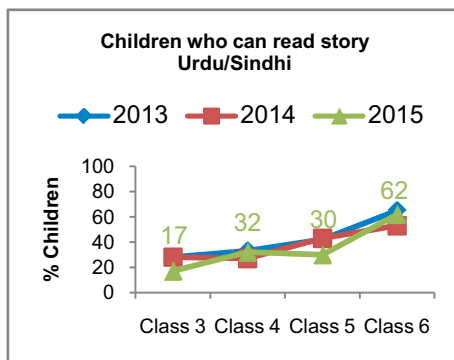 Children who can read story
Urdu/Sindhi
2013 2014 2015
% Children
100
80
60
40
20
0
17 32 30 62
Class 3 Class 4 Class 5 Class 6